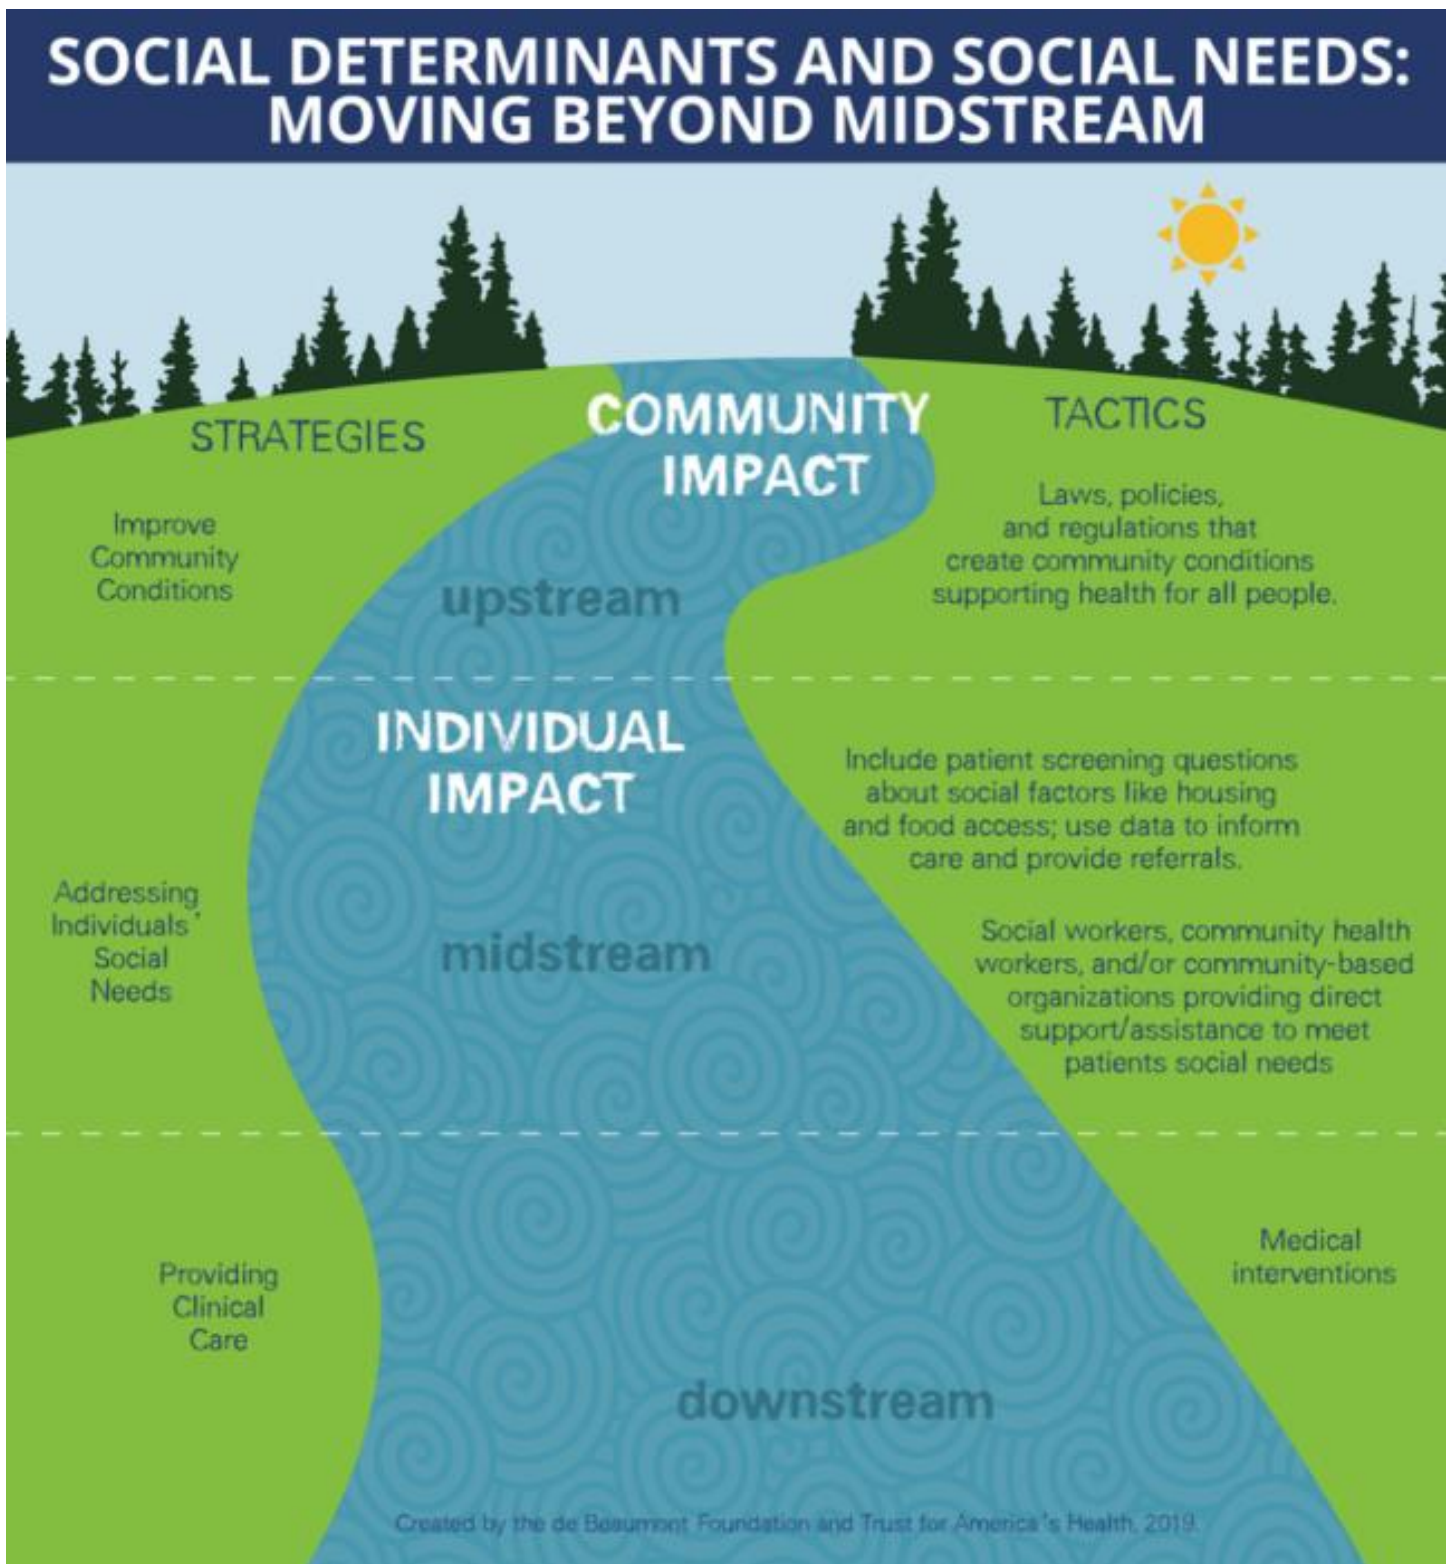 SOCIAL DETERMINANTS AND SOCIAL NEEDS:
MOVING BEYOND MIDSTREAM
STRATEGIES
COMMUNITY
IMPACT
TACTICS
Improve
Community
Conditions
upstream
Laws, policies,
and regulations that
create community conditions
supporting health for all people.
INDIVIDUAL
IMPACT
Addressing
Individuals'
Social
Needs
midstream
Include patient screening questions
about social factors like housing
and food access; use data to inform
care and provide referrals.
Social workers, community health
workers, and/or community-based
organizations providing direct
support/assistance to meet
patients social needs
Providing
Clinical
Care
downstream
Medical
interventions
Created by the de Beaumont Foundation and Trust for America's Health, 2019.